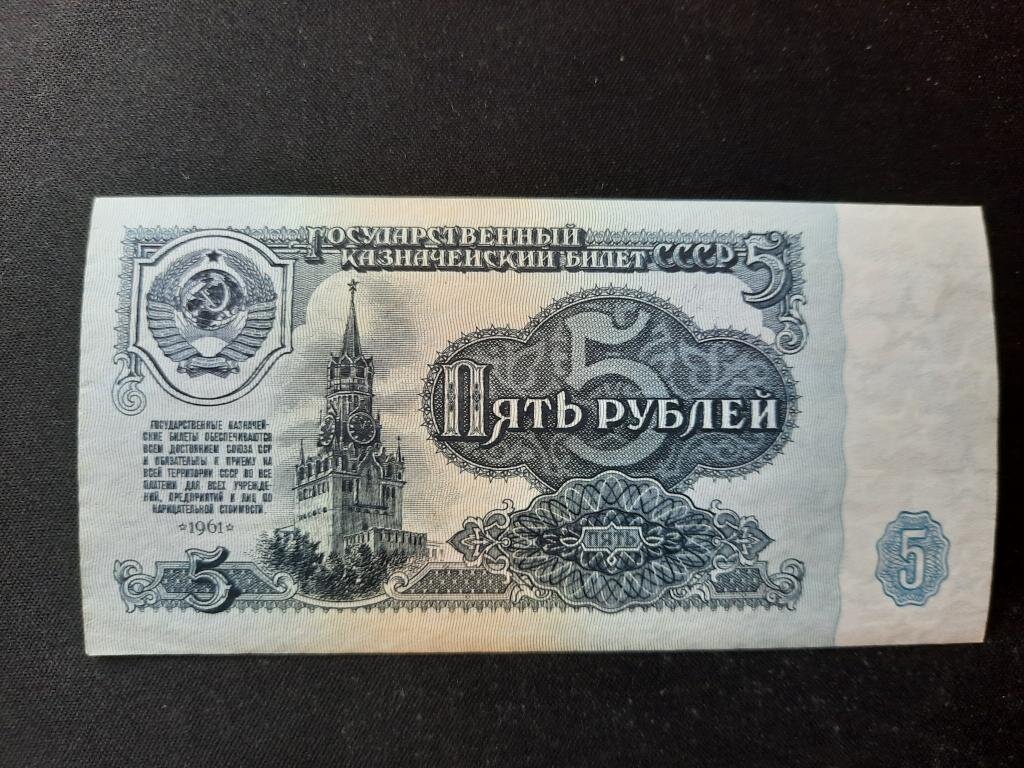 ГОСУДАРСТВЕННЫЙ
КАЗНАЧЕЙСКИЙ БИЛЕТ СССР 5
5
ПЯТЬ РУБЛЕЙ
ГОСУДАРСТВЕННЫЕ КАЗНАЧЕЙ-
СКИЕ БИЛЕТЫ ОБЕСПЕЧИВАЮТСЯ
ВСЕМ ДОСТОЯНИЕМ СОЮЗА ССР
И ОБЯЗАТЕЛЬНЫ К ПРИЕМУ НА
ВСЕЙ ТЕРРИТОРИИ СССР ВО ВСЕ
ПЛАТЕЖИ ДЛЯ ВСЕХ УЧРЕЖДЕ-
НИЙ, ПРЕДПРИЯТИЙ И ЛИЦ ПО
НАРИЦАТЕЛЬНОЙ СТОИМОСТИ.
☆1961☆
ПЯТЬ
5
5